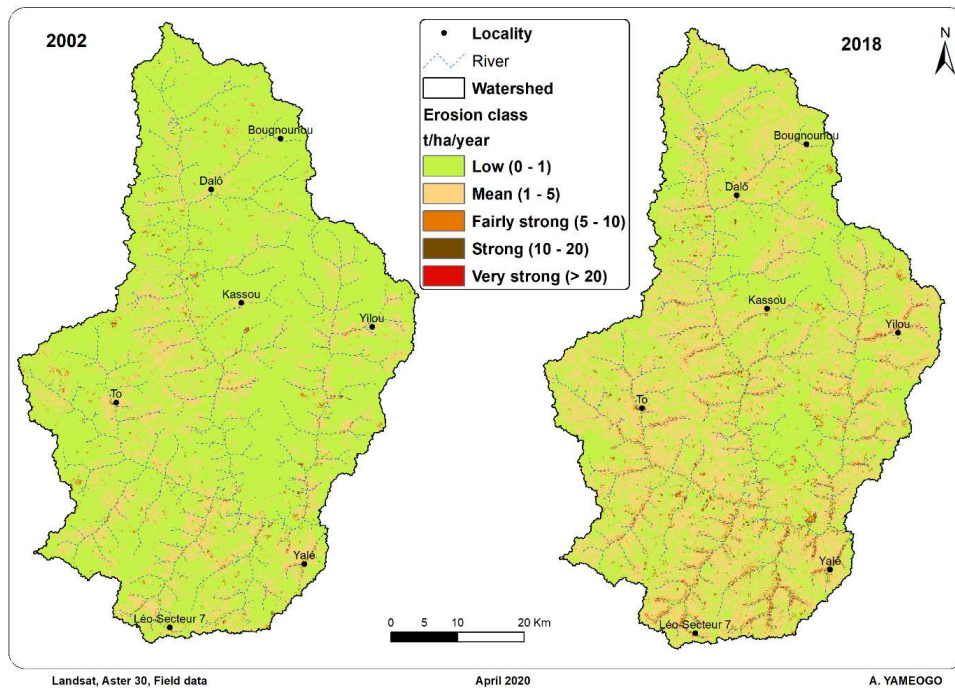 2002
Locality
River
Watershed
Erosion class
t/ha/year
Low (0 - 1)
Mean (1 - 5)
Fairly strong (5 - 10)
Strong (10 - 20)
Very strong (> 20)
2018
N
Bougnounou
Dalô
Kassou
Yilou
To
Yalé
Léo-Secteur 7
Bougnounou
Dalô
Kassou
Yilou
To
Yalé
Léo-Secteur 7
0 5 10 20 Km
Landsat, Aster 30, Field data April 2020 A. YAMEOGO